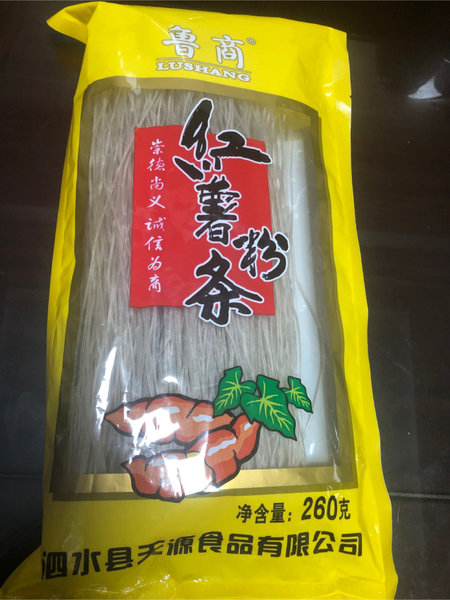 鲁商®
LUSHANG
红薯粉条
崇德尚义 诚信为商
净含量：260克
泗水县天源食品有限公司